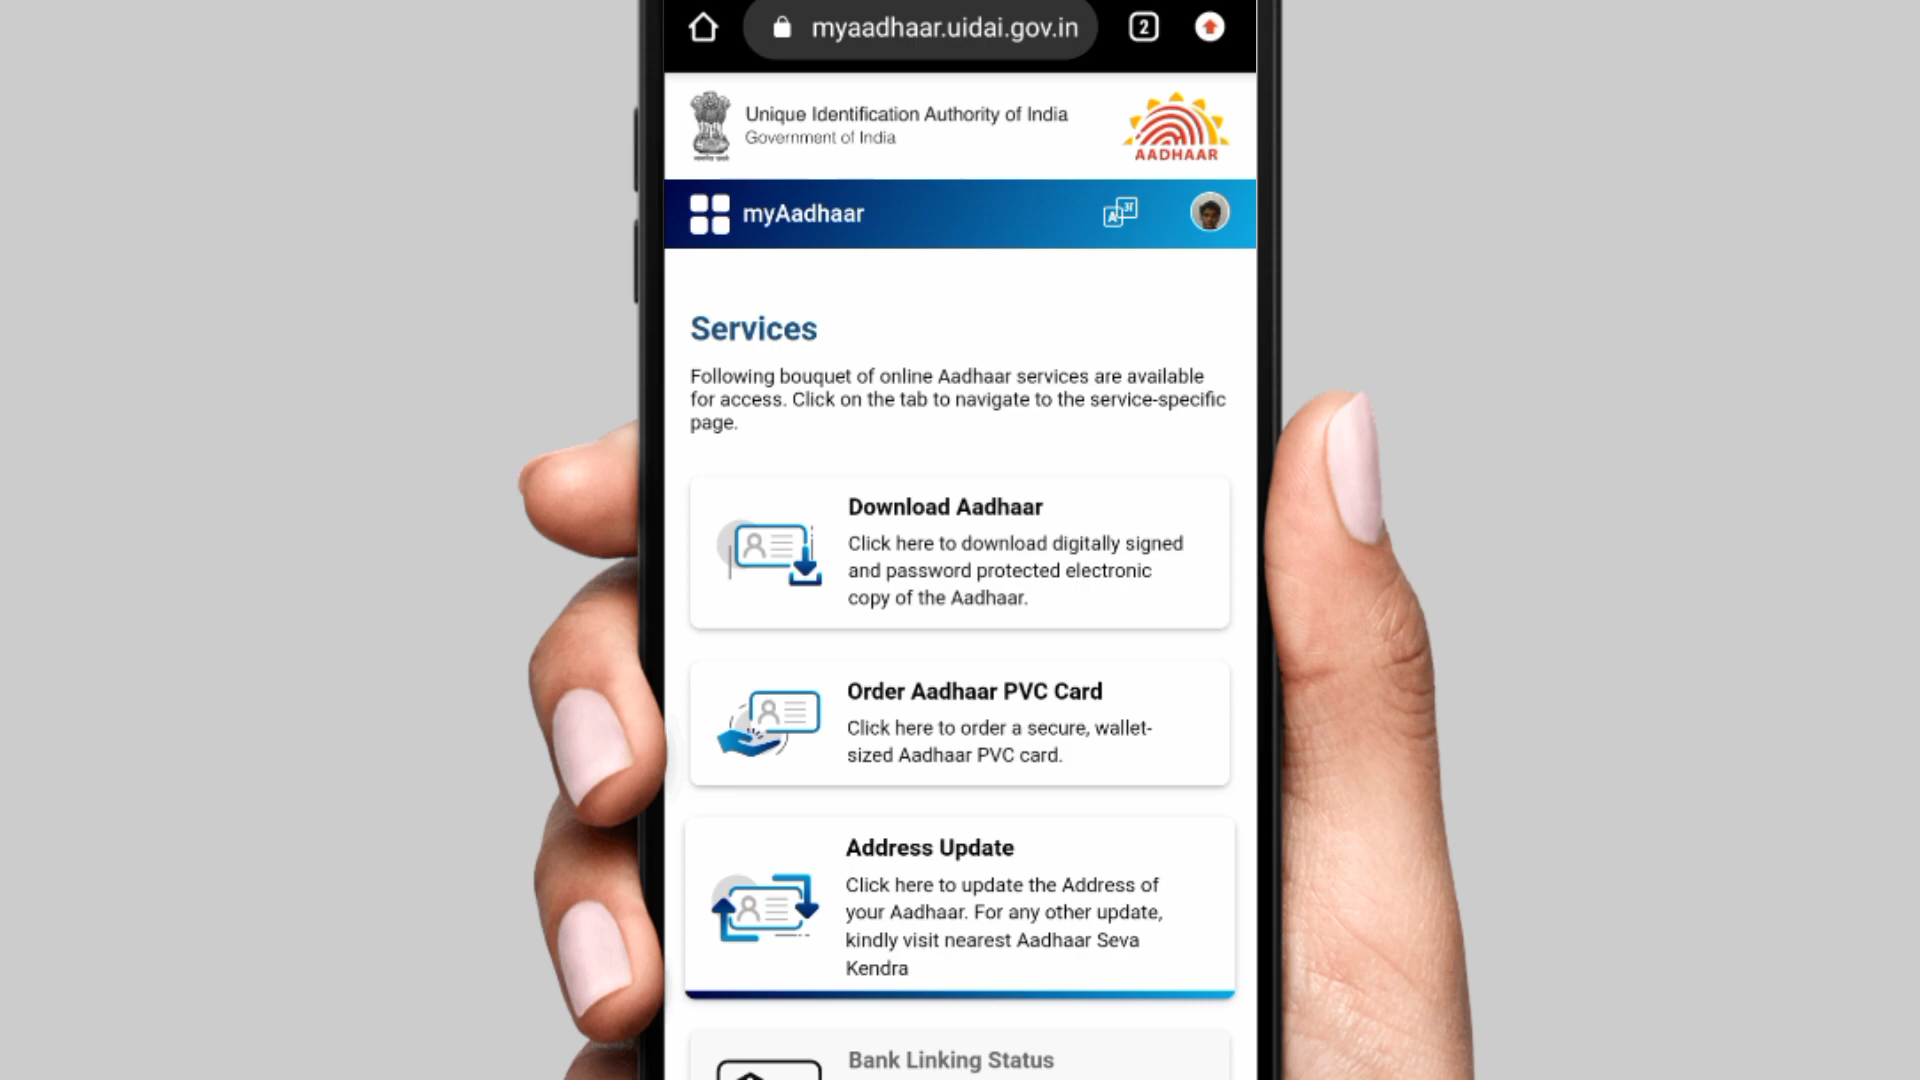 myaadhaar.uidai.gov.in
2
Unique Identification Authority of India
Government of India
AADHAAR
myAadhaar
A अ
Services
Following bouquet of online Aadhaar services are available
for access. Click on the tab to navigate to the service-specific
page.
Download Aadhaar
Click here to download digitally signed
and password protected electronic
copy of the Aadhaar.
Order Aadhaar PVC Card
Click here to order a secure, wallet-
sized Aadhaar PVC card.
Address Update
Click here to update the Address of
your Aadhaar. For any other update,
kindly visit nearest Aadhaar Seva
Kendra
Bank Linking Status